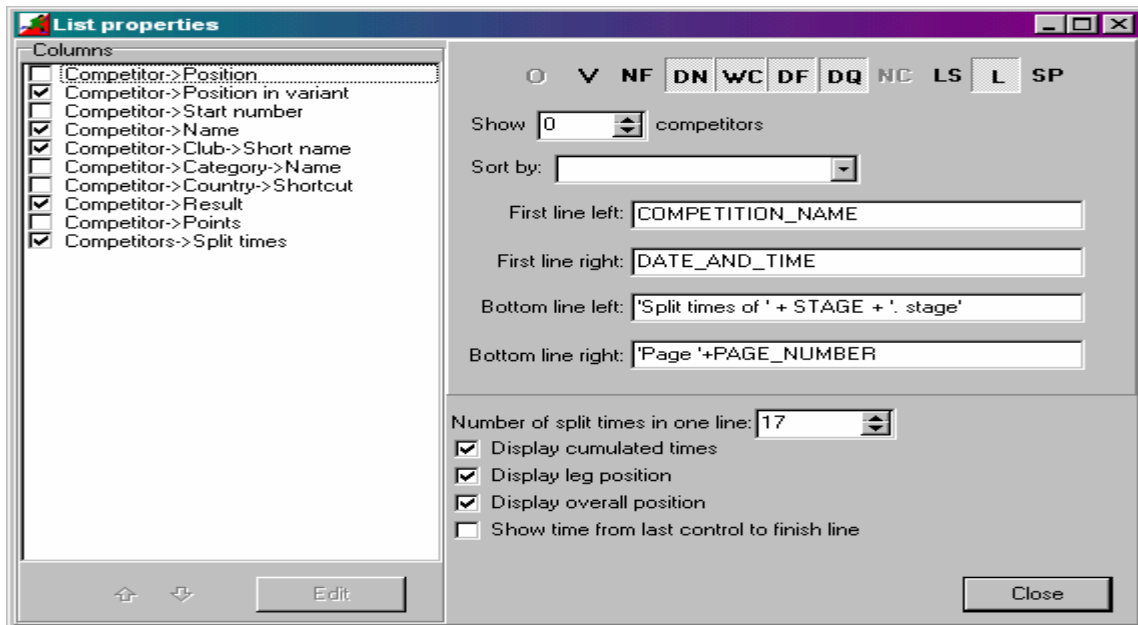 List properties
Columns
Competitor->Position
Competitor->Position in variant
Competitor->Start number
Competitor->Name
Competitor->Club->Short name
Competitor->Category->Name
Competitor->Country->Shortcut
Competitor->Result
Competitor->Points
Competitors->Split times
Edit
O V NF DN WC DF DQ NC LS L SP
Show 0 competitors
Sort by:
First line left: COMPETITION_NAME
First line right: DATE_AND_TIME
Bottom line left: 'Split times of ' + STAGE + '. stage'
Bottom line right: 'Page '+PAGE_NUMBER
Number of split times in one line: 17
Display cumulated times
Display leg position
Display overall position
Show time from last control to finish line
Close